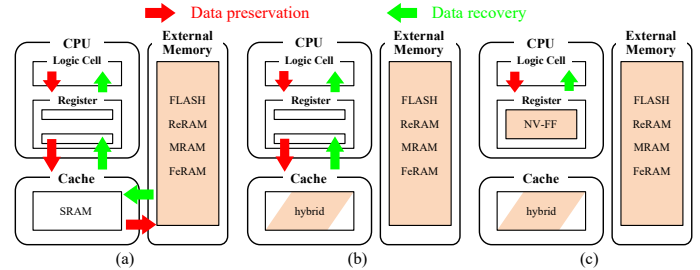 Data preservation
Data recovery
CPU
Logic Cell
Register
Cache
SRAM
External
Memory
FLASH
ReRAM
MRAM
FeRAM
(a)
CPU
Logic Cell
Register
Cache
hybrid
External
Memory
FLASH
ReRAM
MRAM
FeRAM
(b)
CPU
Logic Cell
Register
NV-FF
Cache
hybrid
External
Memory
FLASH
ReRAM
MRAM
FeRAM
(c)